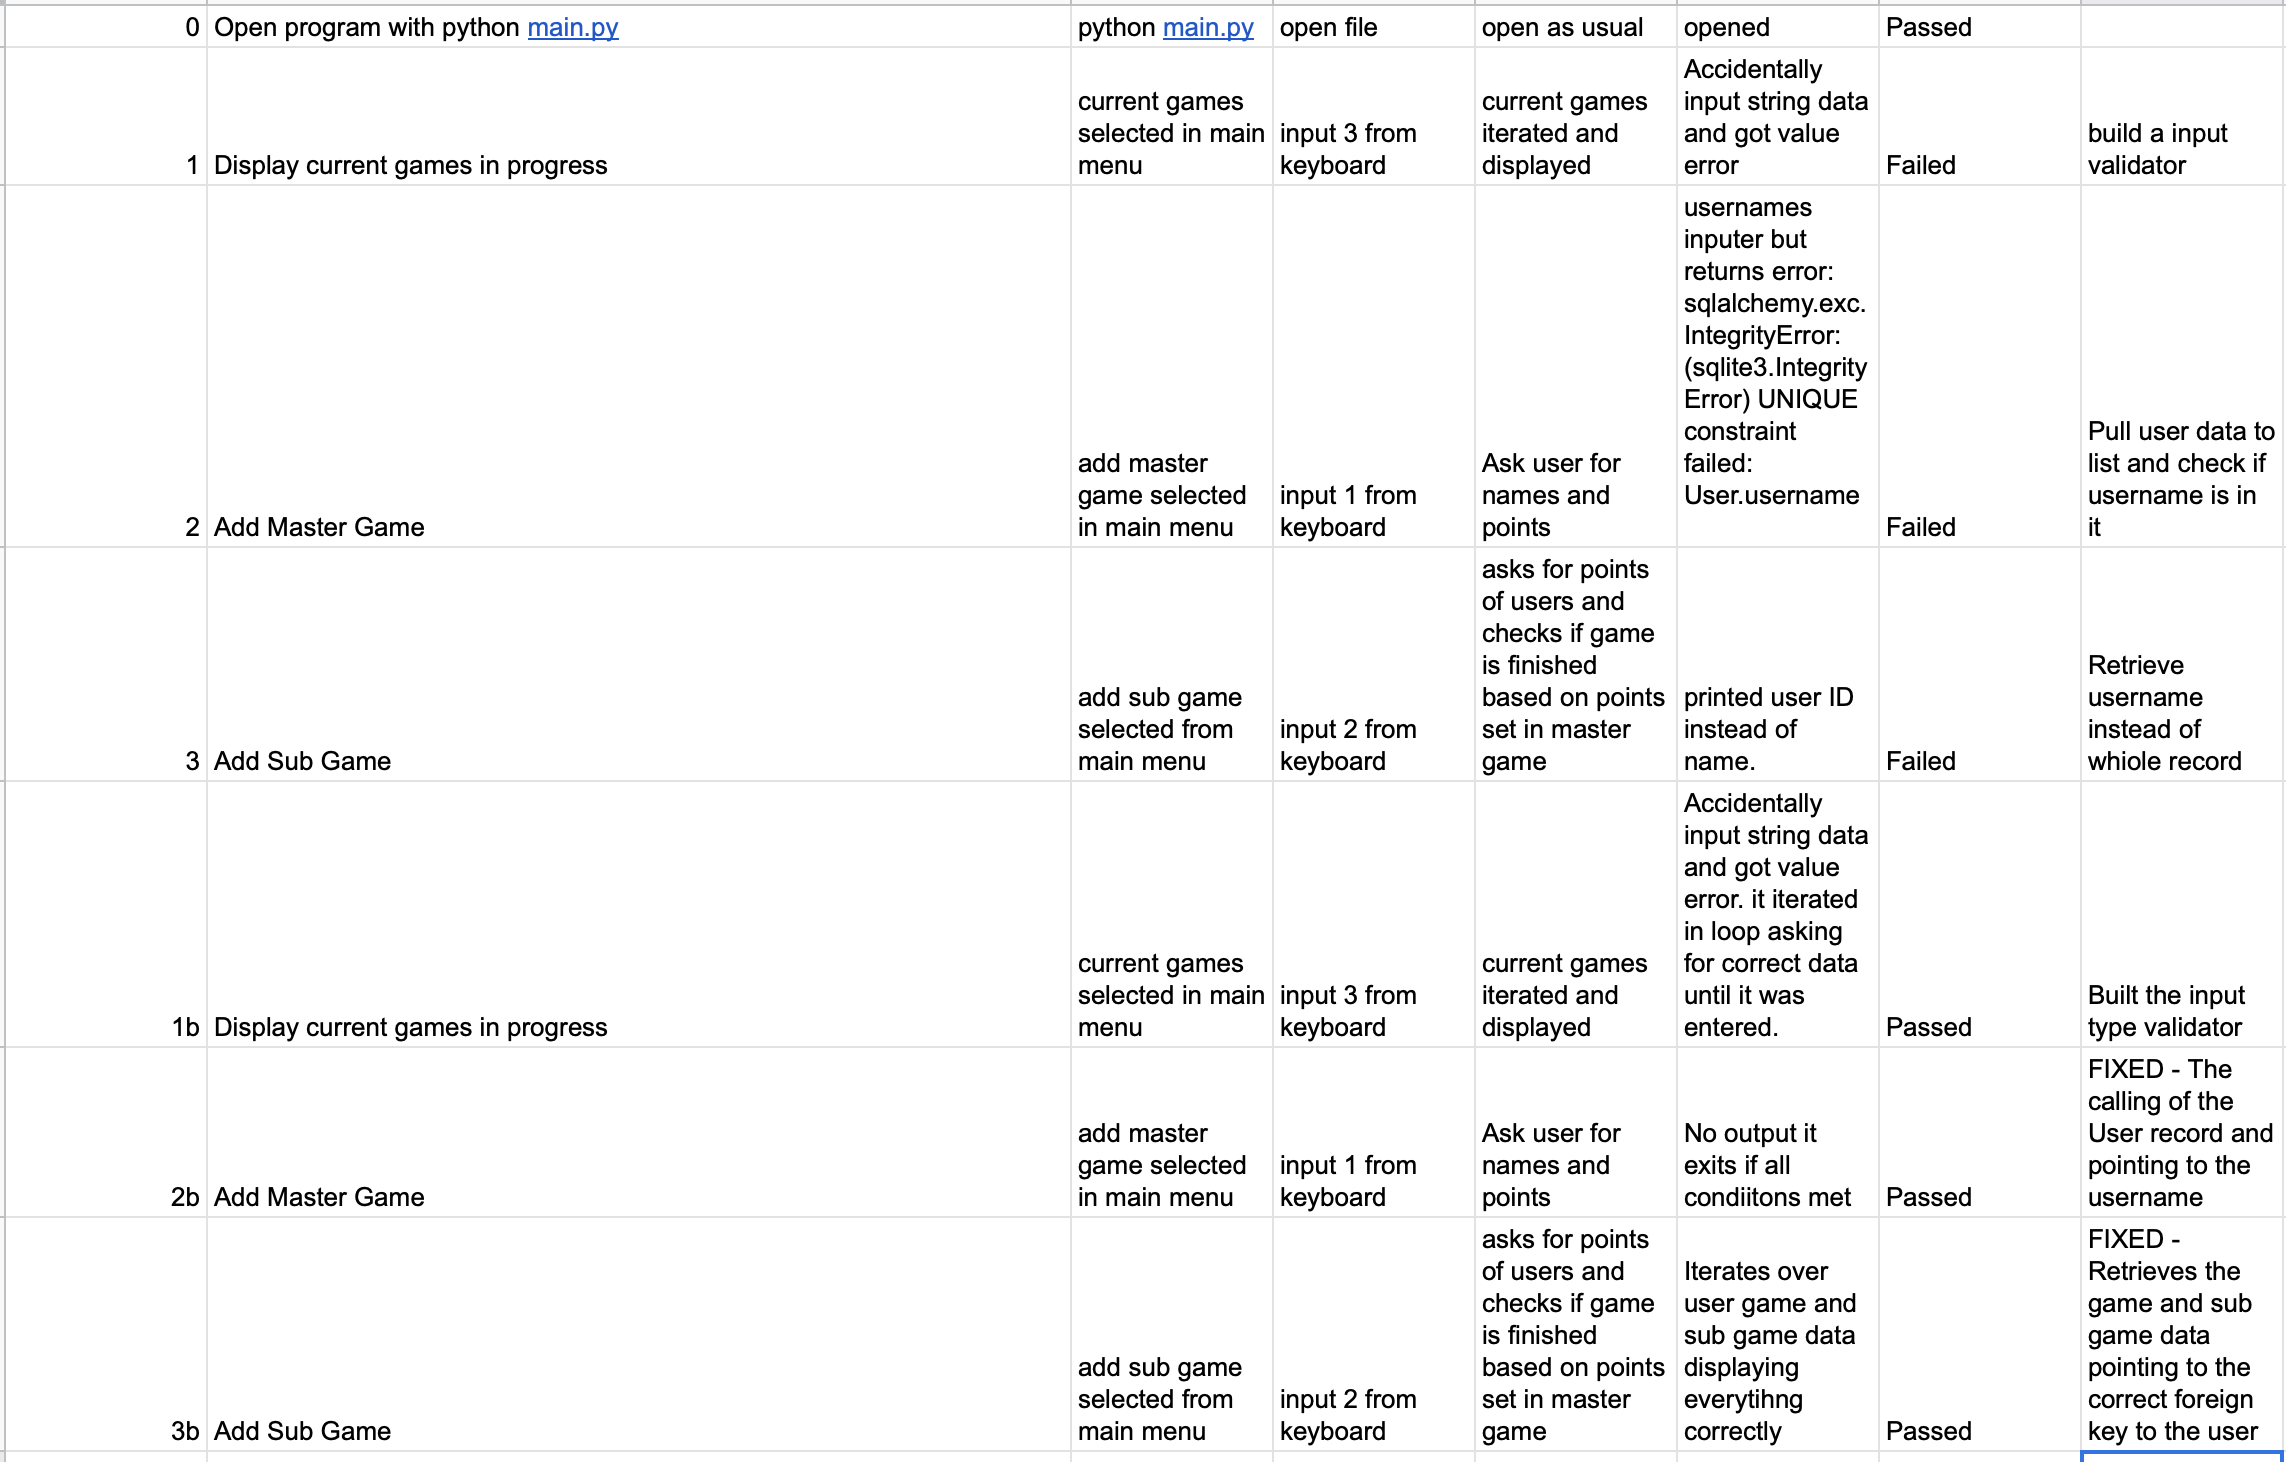 0 Open program with python main.py python main.py open file open as usual opened Passed
1 Display current games in progress
current games
selected in main
menu
input 3 from
keyboard
current games
iterated and
displayed
Accidentally
input string data
and got value
error
Failed
build a input
validator
2 Add Master Game
add master
game selected
in main menu
input 1 from
keyboard
Ask user for
names and
points
usernames
inputer but
returns error:
sqlalchemy.exc.
IntegrityError:
(sqlite3.Integrity
Error) UNIQUE
constraint
failed:
User.username
Failed
Pull user data to
list and check if
username is in
it
3 Add Sub Game
add sub game
selected from
main menu
input 2 from
keyboard
asks for points
of users and
checks if game
is finished
based on points
set in master
game
printed user ID
instead of
name.
Failed
Retrieve
username
instead of
whiole record
1b Display current games in progress
current games
selected in main
menu
input 3 from
keyboard
current games
iterated and
displayed
Accidentally
input string data
and got value
error. it iterated
in loop asking
for correct data
until it was
entered.
Passed
Built the input
type validator
2b Add Master Game
add master
game selected
in main menu
input 1 from
keyboard
Ask user for
names and
points
No output it
exits if all
condiitons met
Passed
FIXED - The
calling of the
User record and
pointing to the
username
3b Add Sub Game
add sub game
selected from
main menu
input 2 from
keyboard
asks for points
of users and
checks if game
is finished
based on points
set in master
game
Iterates over
user game and
sub game data
displaying
everytihng
correctly
Passed
FIXED -
Retrieves the
game and sub
game data
pointing to the
correct foreign
key to the user